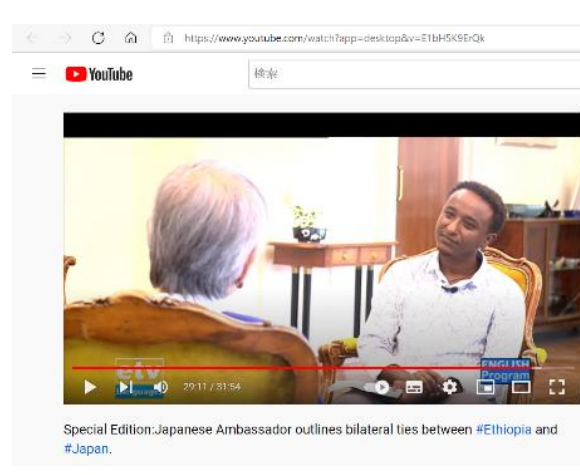 https://www.youtube.com/watch?app=desktop&v=E1bH5K9ErQk
YouTube
検索
etv
languages
ENGLISH
Program
29:11 / 31:54
Special Edition:Japanese Ambassador outlines bilateral ties between #Ethiopia and
#Japan.